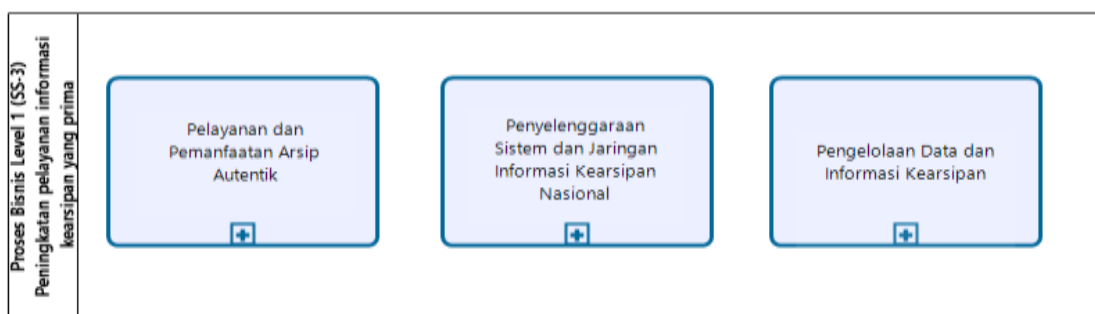 Proses Bisnis Level 1 (SS-3)
Peningkatan pelayanan informasi
kearsipan yang prima
Pelayanan dan
Pemanfaatan Arsip
Autentik
Penyelenggaraan
Sistem dan Jaringan
Informasi Kearsipan
Nasional
Pengelolaan Data dan
Informasi Kearsipan